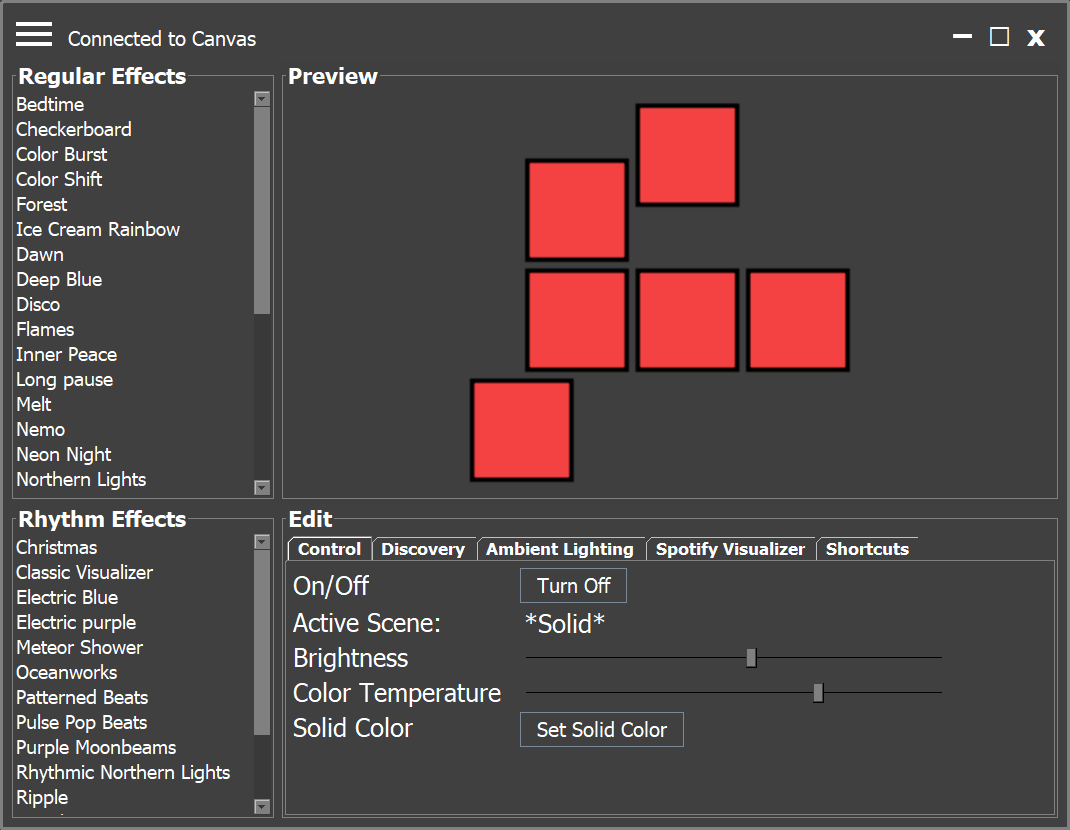 Connected to Canvas
Regular Effects
Bedtime
Checkerboard
Color Burst
Color Shift
Forest
Ice Cream Rainbow
Dawn
Deep Blue
Disco
Flames
Inner Peace
Long pause
Melt
Nemo
Neon Night
Northern Lights
Preview
Rhythm Effects
Christmas
Classic Visualizer
Electric Blue
Electric purple
Meteor Shower
Oceanworks
Patterned Beats
Pulse Pop Beats
Purple Moonbeams
Rhythmic Northern Lights
Ripple
Edit
Control Discovery Ambient Lighting Spotify Visualizer Shortcuts
On/Off Turn Off
Active Scene: *Solid*
Brightness
Color Temperature
Solid Color Set Solid Color